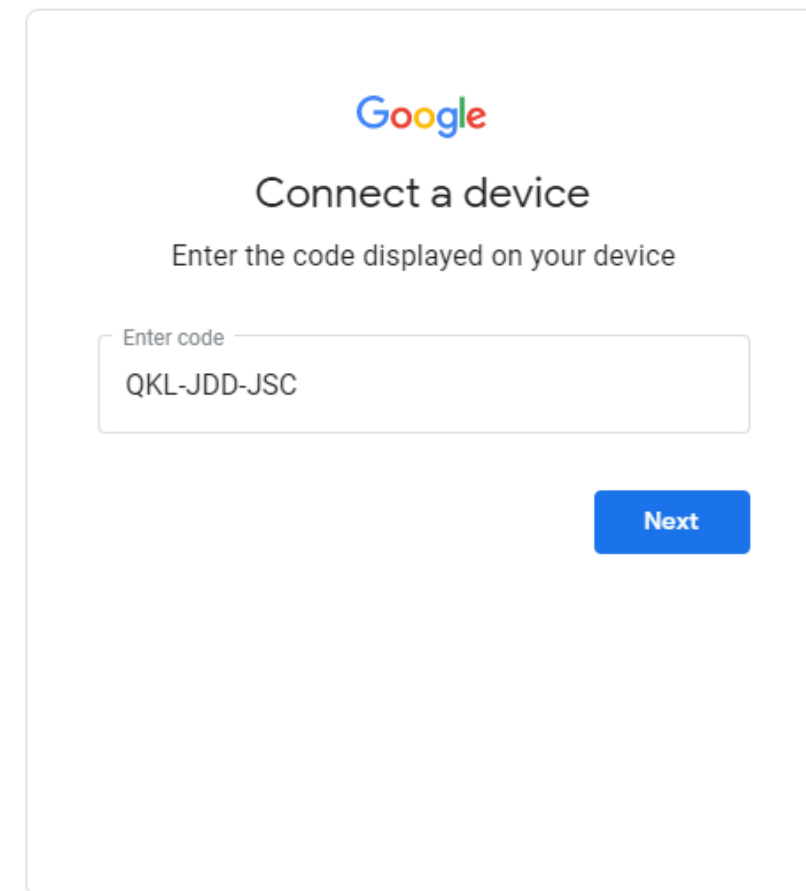 Google
Connect a device
Enter the code displayed on your device
Enter code
QKL-JDD-JSC
Next